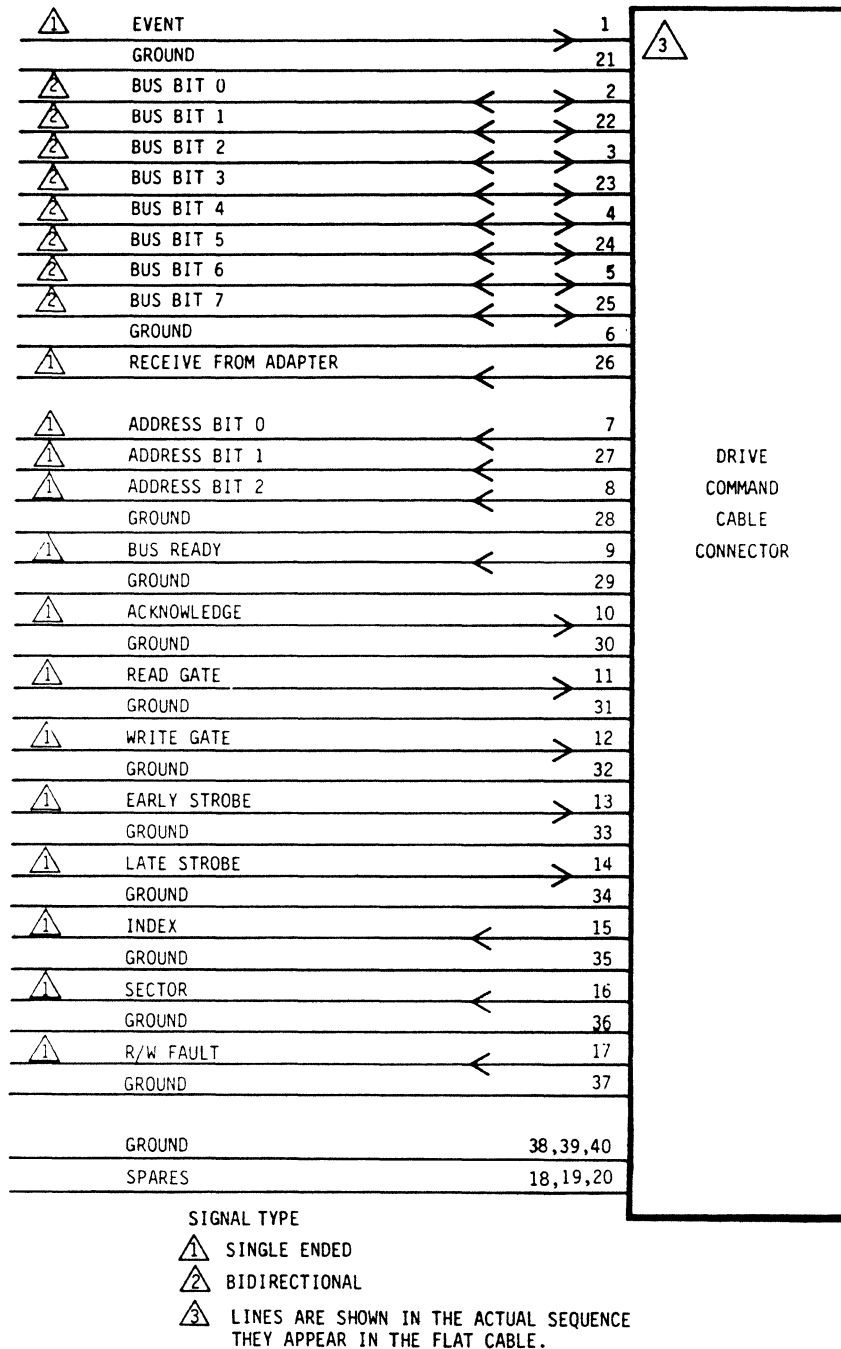 1 EVENT 1
GROUND 21
2 BUS BIT 0 2
2 BUS BIT 1 22
2 BUS BIT 2 3
2 BUS BIT 3 23
2 BUS BIT 4 4
2 BUS BIT 5 24
2 BUS BIT 6 5
2 BUS BIT 7 25
GROUND 6
1 RECEIVE FROM ADAPTER 26
1 ADDRESS BIT 0 7
1 ADDRESS BIT 1 27
1 ADDRESS BIT 2 8
GROUND 28
1 BUS READY 9
GROUND 29
1 ACKNOWLEDGE 10
GROUND 30
1 READ GATE 11
GROUND 31
1 WRITE GATE 12
GROUND 32
1 EARLY STROBE 13
GROUND 33
1 LATE STROBE 14
GROUND 34
1 INDEX 15
GROUND 35
1 SECTOR 16
GROUND 36
1 R/W FAULT 17
GROUND 37
GROUND 38,39,40
SPARES 18,19,20
3
DRIVE
COMMAND
CABLE
CONNECTOR
SIGNAL TYPE
1 SINGLE ENDED
2 BIDIRECTIONAL
3 LINES ARE SHOWN IN THE ACTUAL SEQUENCE
THEY APPEAR IN THE FLAT CABLE.